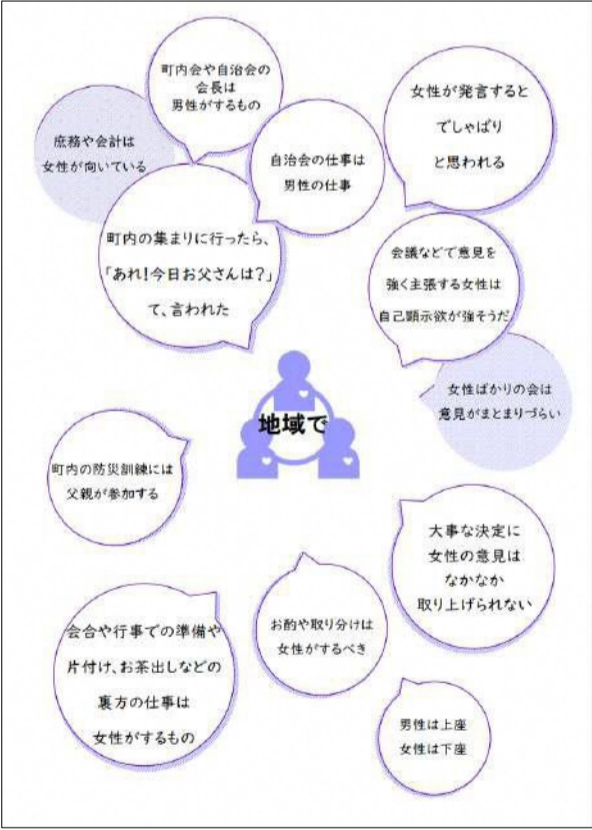 町内会や自治会の
会長は
男性がするもの
庶務や会計は
女性が向いている
自治会の仕事は
男性の仕事
女性が発言すると
でしゃばり
と思われる
町内の集まりに行ったら、
「あれ!今日お父さんは?」
て、言われた
会議などで意見を
強く主張する女性は
自己顕示欲が強そうだ
女性ばかりの会は
意見がまとまりづらい
地域で
町内の防災訓練には
父親が参加する
大事な決定に
女性の意見は
なかなか
取り上げられない
会合や行事での準備や
片付け、お茶出しなどの
裏方の仕事は
女性がするもの
お酌や取り分けは
女性がするべき
男性は上座
女性は下座